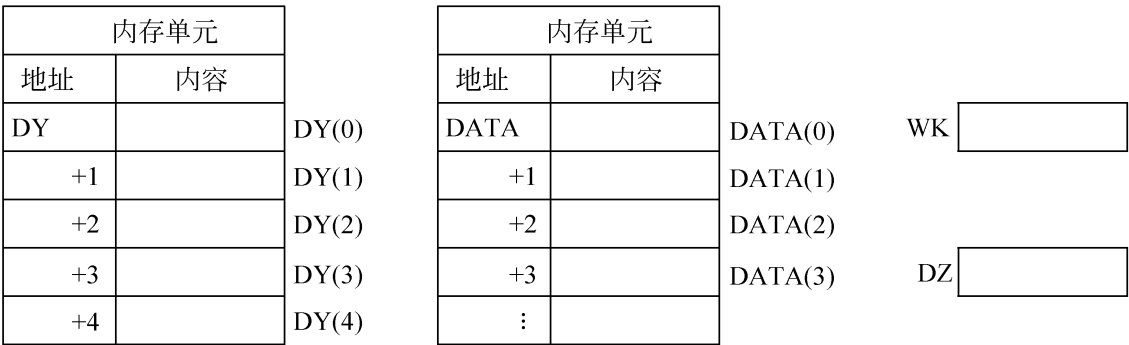 内存单元 内存单元
地址 内容 地址 内容
DY DY(0) DATA DATA(0) WK
+1 DY(1) +1 DATA(1)
+2 DY(2) +2 DATA(2)
+3 DY(3) +3 DATA(3) DZ
+4 DY(4) ⋮